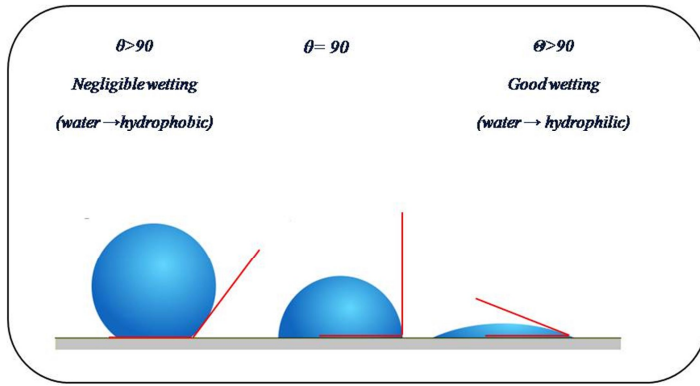 θ>90
Negligible wetting
(water →hydrophobic)
θ= 90
Θ>90
Good wetting
(water → hydrophilic)